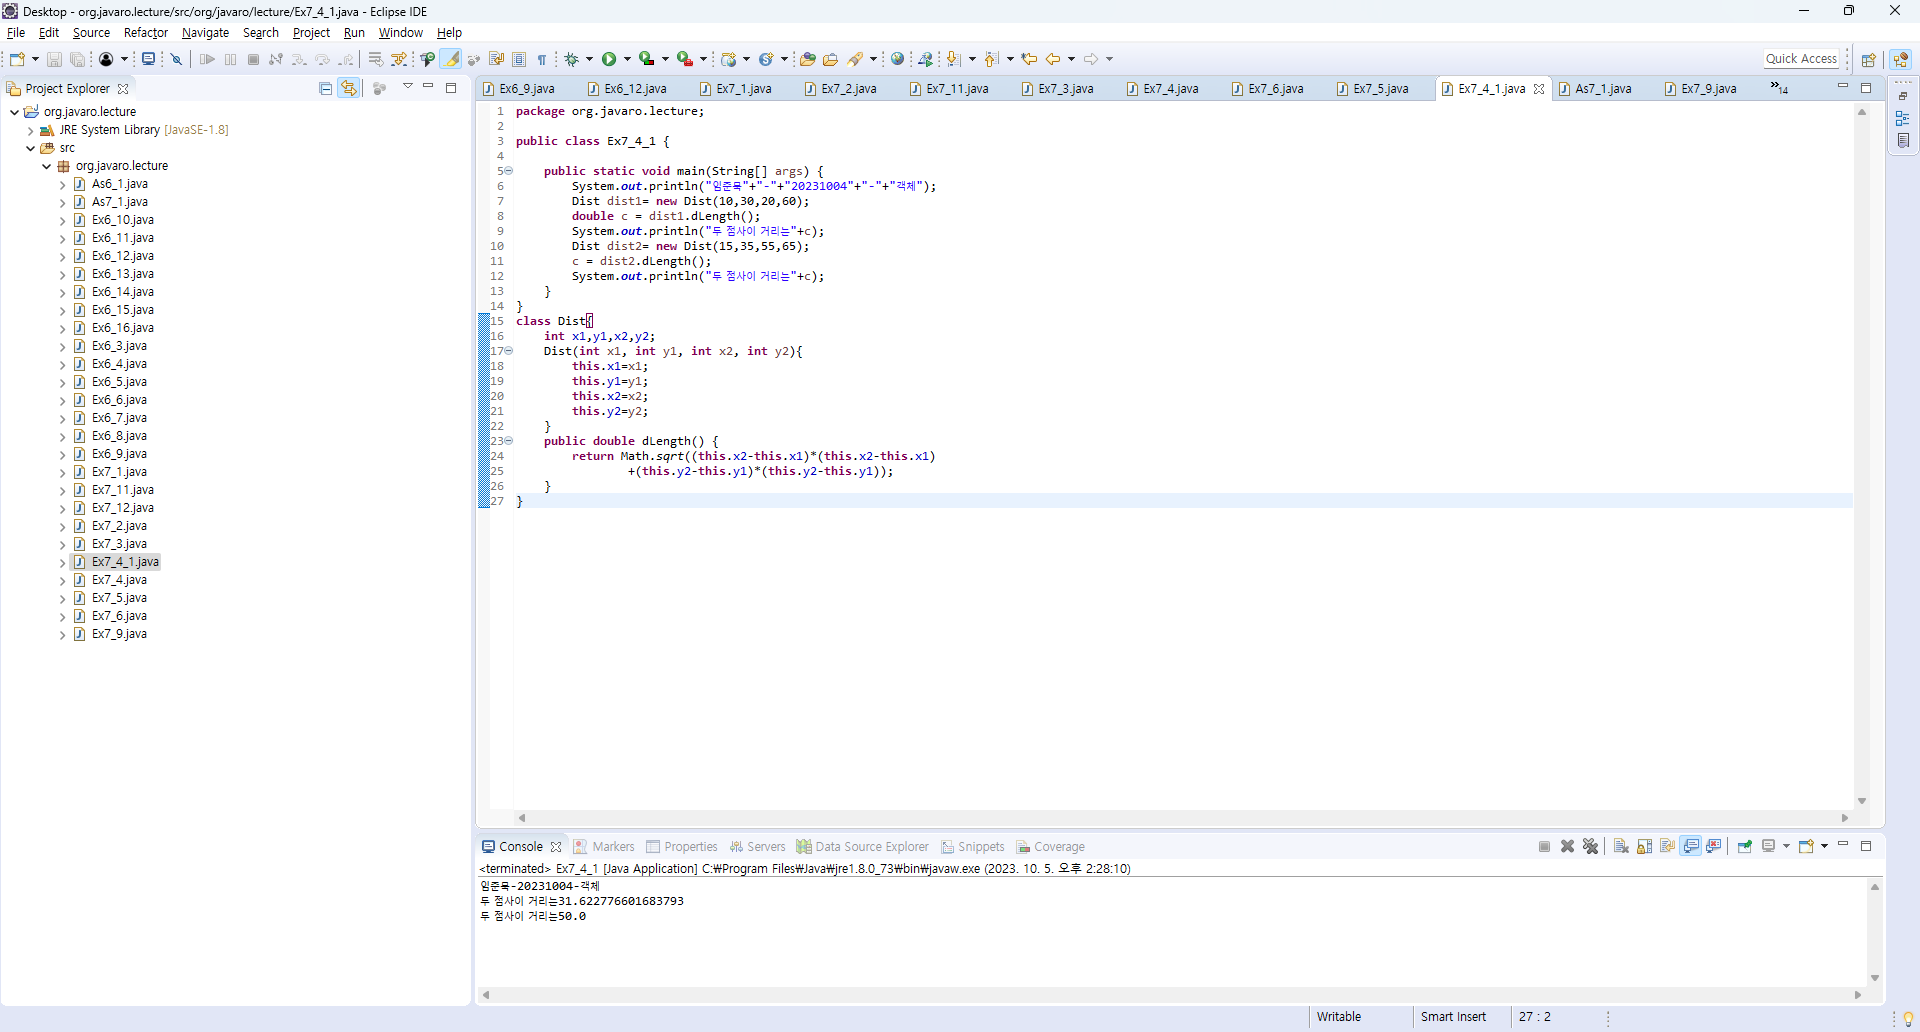 Desktop - org.javaro.lecture/src/org/javaro/lecture/Ex7_4_1.java - Eclipse IDE
File Edit Source Refactor Navigate Search Project Run Window Help
Quick Access
Project Explorer
org.javaro.lecture
JRE System Library [JavaSE-1.8]
src
org.javaro.lecture
As6_1.java
As7_1.java
Ex6_10.java
Ex6_11.java
Ex6_12.java
Ex6_13.java
Ex6_14.java
Ex6_15.java
Ex6_16.java
Ex6_3.java
Ex6_4.java
Ex6_5.java
Ex6_6.java
Ex6_7.java
Ex6_8.java
Ex6_9.java
Ex7_1.java
Ex7_11.java
Ex7_12.java
Ex7_2.java
Ex7_3.java
Ex7_4_1.java
Ex7_4.java
Ex7_5.java
Ex7_6.java
Ex7_9.java
Ex6_9.java Ex6_12.java Ex7_1.java Ex7_2.java Ex7_11.java Ex7_3.java Ex7_4.java Ex7_6.java Ex7_5.java Ex7_4_1.java As7_1.java Ex7_9.java »14
1 package org.javaro.lecture;
2
3 public class Ex7_4_1 {
4
5 public static void main(String[] args) {
6 System.out.println("임준묵"+"-"+"20231004"+"-"+"객체");
7 Dist dist1= new Dist(10,30,20,60);
8 double c = dist1.dLength();
9 System.out.println("두 점사이 거리는"+c);
10 Dist dist2= new Dist(15,35,55,65);
11 c = dist2.dLength();
12 System.out.println("두 점사이 거리는"+c);
13 }
14 }
15 class Dist{
16 int x1,y1,x2,y2;
17 Dist(int x1, int y1, int x2, int y2){
18 this.x1=x1;
19 this.y1=y1;
20 this.x2=x2;
21 this.y2=y2;
22 }
23 public double dLength() {
24 return Math.sqrt((this.x2-this.x1)*(this.x2-this.x1)
25 +(this.y2-this.y1)*(this.y2-this.y1));
26 }
27 }
Console Markers Properties Servers Data Source Explorer Snippets Coverage
<terminated> Ex7_4_1 [Java Application] C:₩Program Files₩Java₩jre1.8.0_73₩bin₩javaw.exe (2023. 10. 5. 오후 2:28:10)
임준묵-20231004-객체
두 점사이 거리는31.622776601683793
두 점사이 거리는50.0
Writable Smart Insert 27 : 2